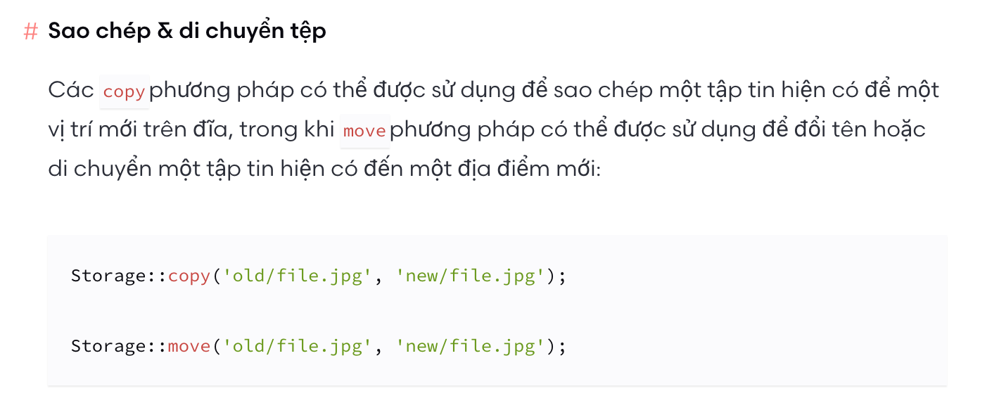 # Sao chép & di chuyển tệp
Các copy phương pháp có thể được sử dụng để sao chép một tập tin hiện có để một
vị trí mới trên đĩa, trong khi move phương pháp có thể được sử dụng để đổi tên hoặc
di chuyển một tập tin hiện có đến một địa điểm mới:
Storage::copy('old/file.jpg', 'new/file.jpg');
Storage::move('old/file.jpg', 'new/file.jpg');